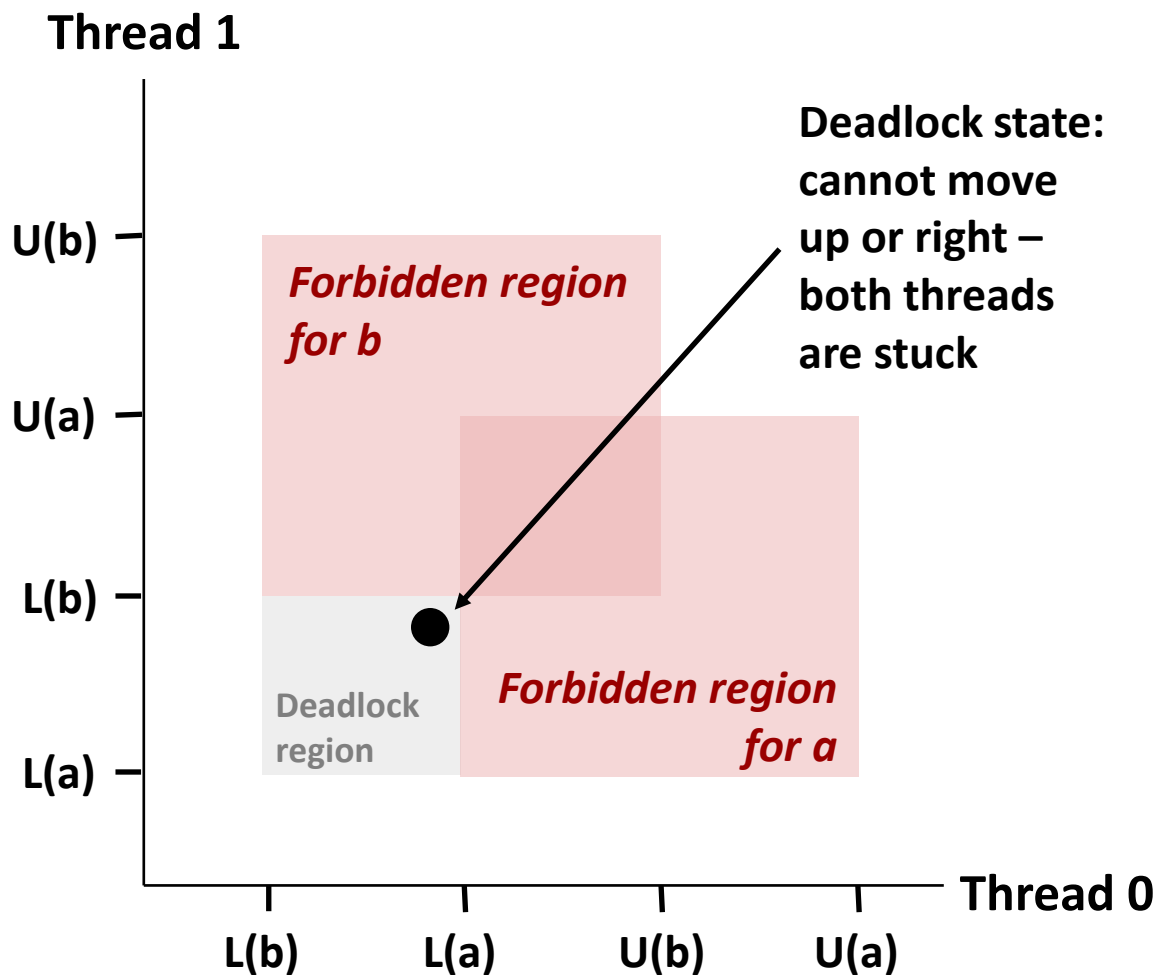 Thread 1
Deadlock state:
cannot move
up or right –
both threads
are stuck
U(b)
Forbidden region
for b
U(a)
L(b)
Forbidden region
for a
Deadlock
region
L(a)
Thread 0
L(b)
L(a)
U(b)
U(a)